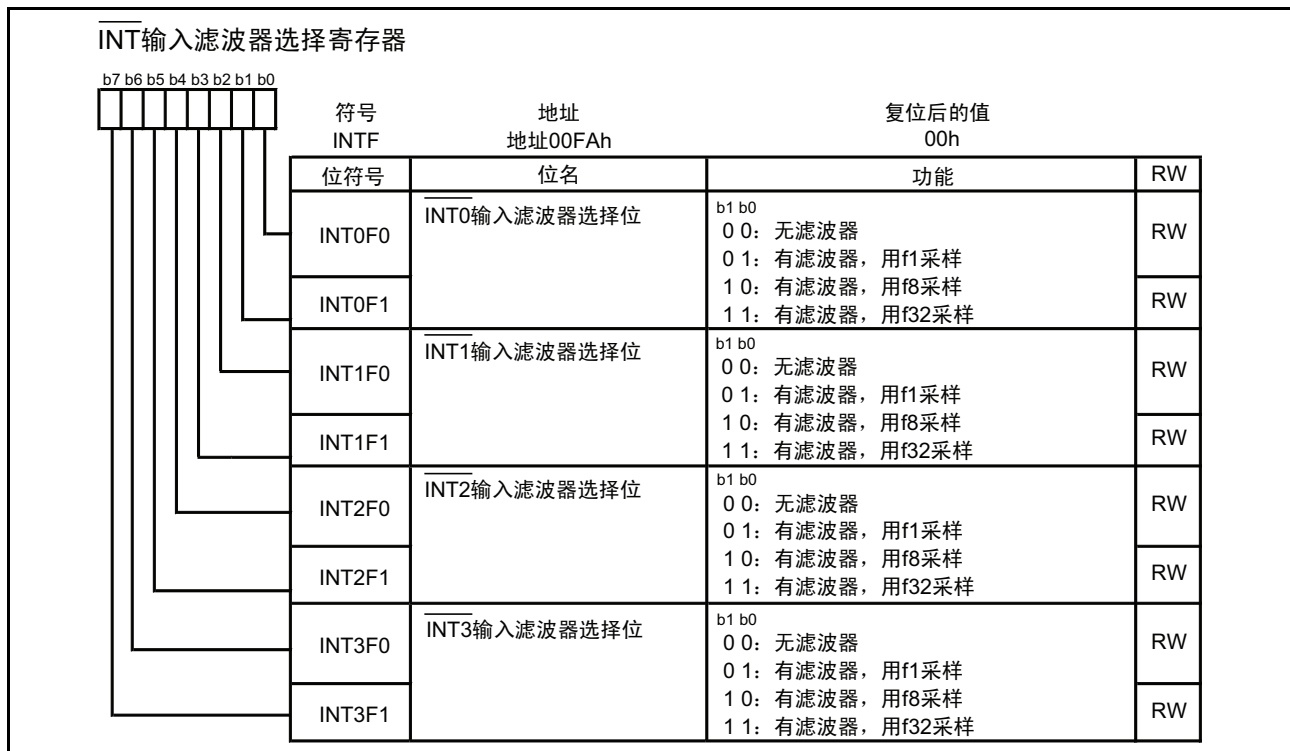 INT输入滤波器选择寄存器
b7 b6 b5 b4 b3 b2 b1 b0
符号 地址 复位后的值
INTF 地址00FAh 00h
位符号 位名 功能 RW
INT0F0 INT0输入滤波器选择位 b1 b0 RW
0 0：无滤波器
0 1：有滤波器，用f1采样
INT0F1 1 0：有滤波器，用f8采样 RW
1 1：有滤波器，用f32采样
INT1F0 INT1输入滤波器选择位 b1 b0 RW
0 0：无滤波器
0 1：有滤波器，用f1采样
INT1F1 1 0：有滤波器，用f8采样 RW
1 1：有滤波器，用f32采样
INT2F0 INT2输入滤波器选择位 b1 b0 RW
0 0：无滤波器
0 1：有滤波器，用f1采样
INT2F1 1 0：有滤波器，用f8采样 RW
1 1：有滤波器，用f32采样
INT3F0 INT3输入滤波器选择位 b1 b0 RW
0 0：无滤波器
0 1：有滤波器，用f1采样
INT3F1 1 0：有滤波器，用f8采样 RW
1 1：有滤波器，用f32采样